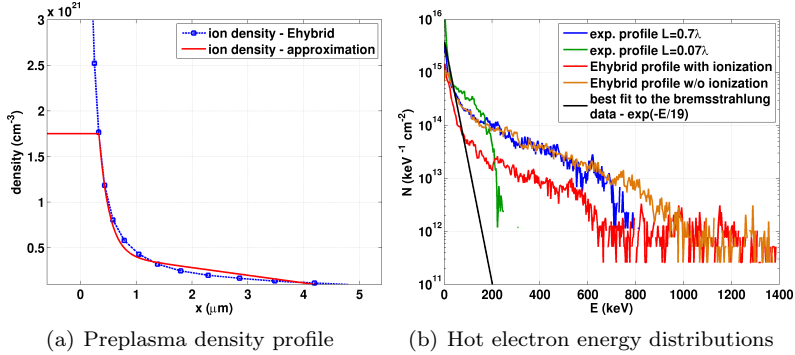 x 10^21
3
2.5
2
1.5
1
0.5
0 1 2 3 4 5
density (cm^-3)
x (μm)
ion density - Ehybrid
ion density - approximation
(a) Preplasma density profile
10^16
10^15
10^14
10^13
10^12
10^11
0 200 400 600 800 1000 1200 1400
N (keV^-1 cm^-2)
E (keV)
exp. profile L=0.7λ
exp. profile L=0.07λ
Ehybrid profile with ionization
Ehybrid profile w/o ionization
best fit to the bremsstrahlung
data - exp(-E/19)
(b) Hot electron energy distributions